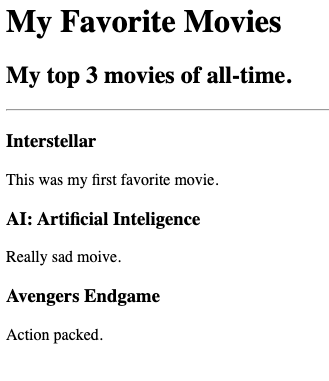 My Favorite Movies
My top 3 movies of all-time.
Interstellar
This was my first favorite movie.
AI: Artificial Inteligence
Really sad moive.
Avengers Endgame
Action packed.